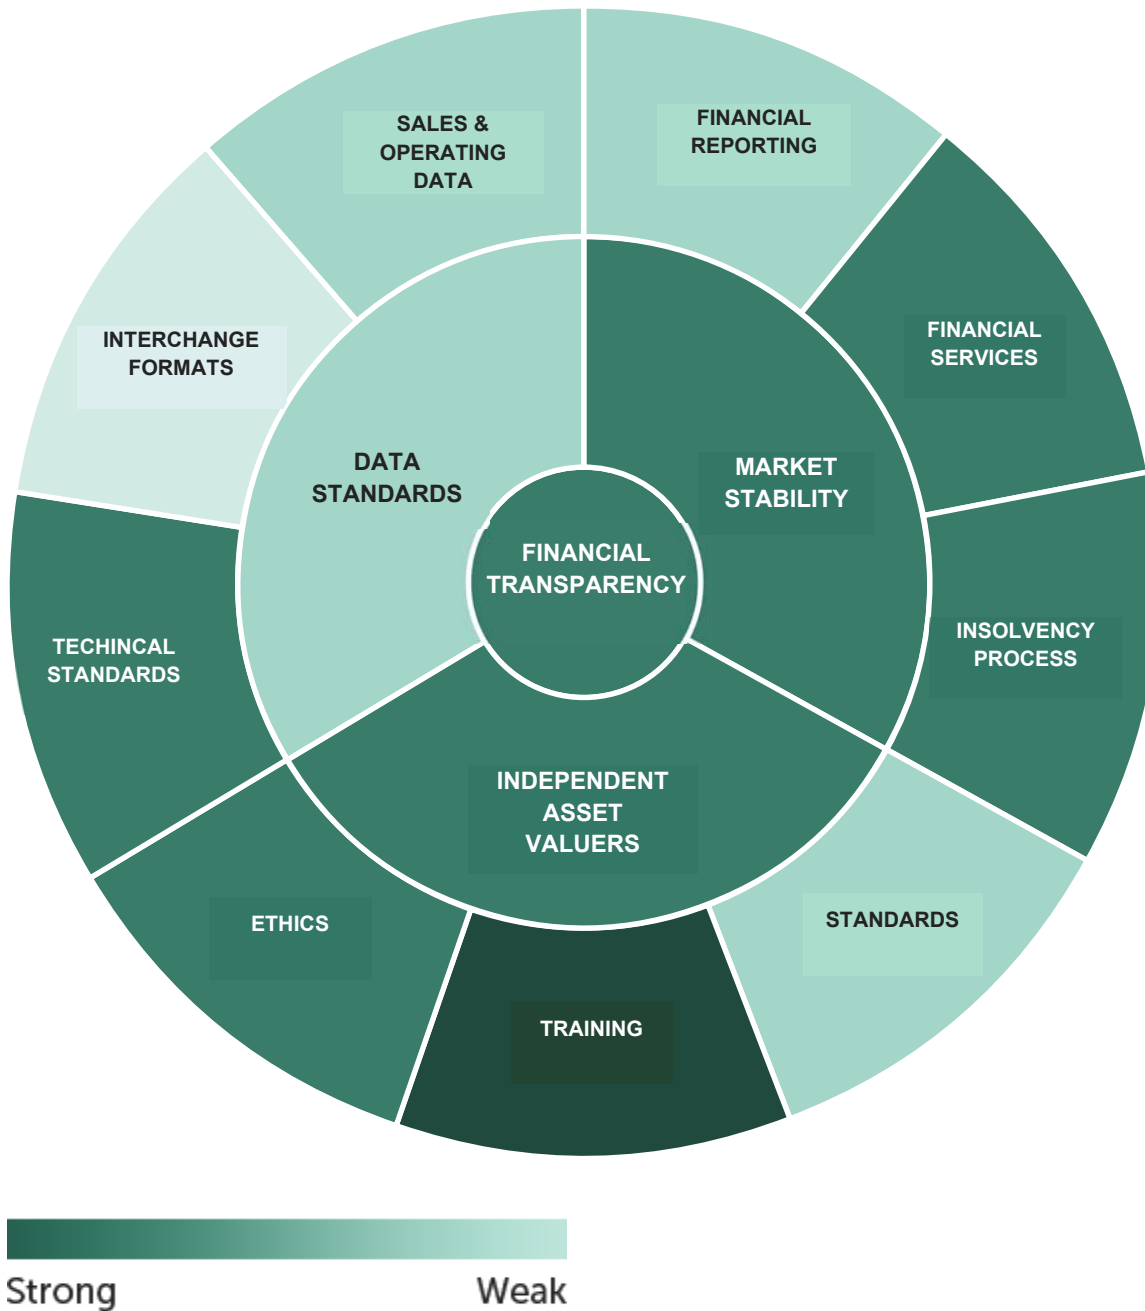 SALES &
OPERATING
DATA
FINANCIAL
REPORTING
INTERCHANGE
FORMATS
FINANCIAL
SERVICES
DATA
STANDARDS
MARKET
STABILITY
FINANCIAL
TRANSPARENCY
TECHINCAL
STANDARDS
INSOLVENCY
PROCESS
INDEPENDENT
ASSET
VALUERS
ETHICS
STANDARDS
TRAINING
Strong
Weak